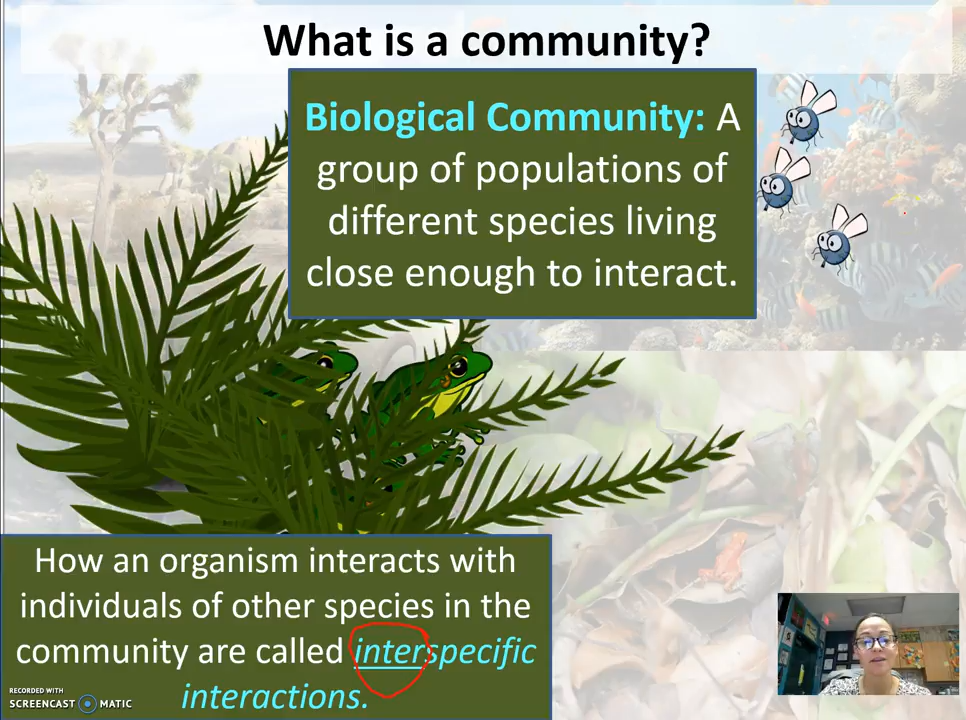 What is a community?
Biological Community: A
group of populations of
different species living
close enough to interact.
How an organism interacts with
individuals of other species in the
community are called interspecific
interactions.
RECORDED WITH
SCREENCAST MATIC